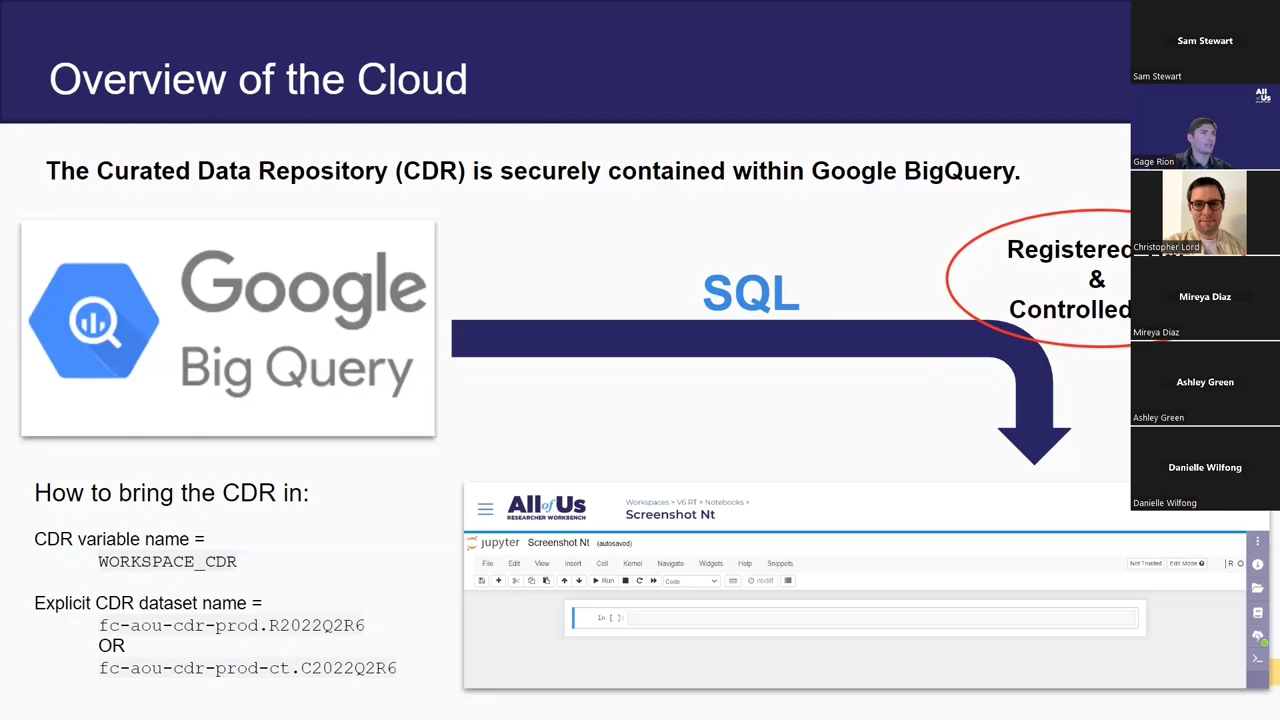 Overview of the Cloud
The Curated Data Repository (CDR) is securely contained within Google BigQuery.
Google
Big Query
SQL
Registered
&
Controlled
How to bring the CDR in:
CDR variable name =
WORKSPACE_CDR
Explicit CDR dataset name =
fc-aou-cdr-prod.R2022Q2R6
OR
fc-aou-cdr-prod-ct.C2022Q2R6
All of Us
RESEARCHER WORKBENCH
Workspaces > V6 RT > Notebooks >
Screenshot Nt
jupyter Screenshot Nt (autosaved)
File Edit View Insert Cell Kernel Navigate Widgets Help Snippets
Not Trusted Edit Mode R O
Run Code nbdiff
In [ ]:
Sam Stewart
Sam Stewart
All of Us
Gage Rion
Christopher Lord
Mireya Diaz
Mireya Diaz
Ashley Green
Ashley Green
Danielle Wilfong
Danielle Wilfong